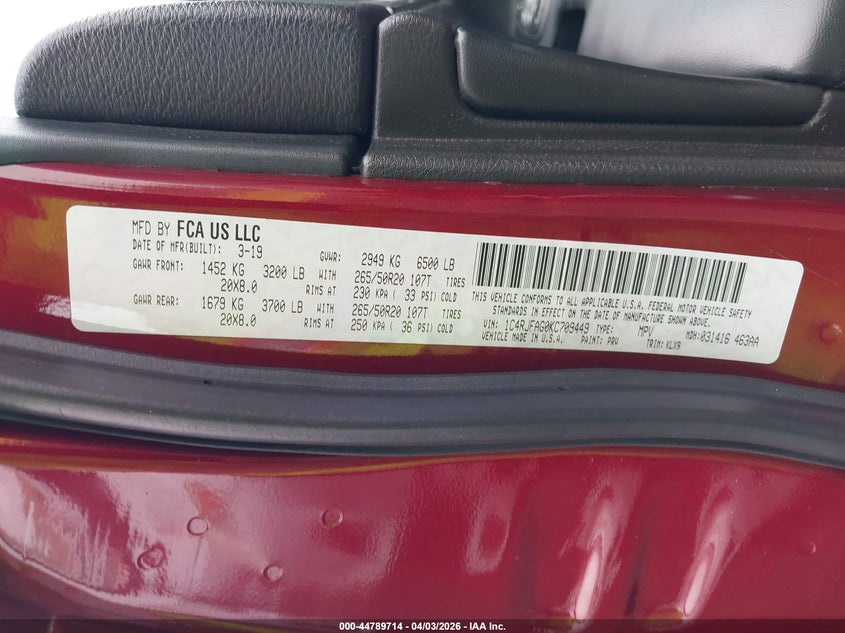 MFD BY FCA US LLC
DATE OF MFR(BUILT): 3-19 GVWR: 2949 KG 6500 LB
GAWR FRONT: 1452 KG 3200 LB WITH 265/50R20 107T TIRES
20X8.0 RIMS AT 230 KPA ( 33 PSI) COLD
GAWR REAR: 1679 KG 3700 LB WITH 265/50R20 107T TIRES
20X8.0 RIMS AT 250 KPA ( 36 PSI) COLD
THIS VEHICLE CONFORMS TO ALL APPLICABLE U.S.A. FEDERAL MOTOR VEHICLE SAFETY
AND THEFT PREVENTION STANDARDS IN EFFECT ON THE DATE OF MANUFACTURE SHOWN ABOVE.
VIN: 1C4RJFAG0KC709449 TYPE: MPV MDH:031416 463AA
VEHICLE MADE IN U.S.A. PAINT: PRV TRIM: KLX9
000-44789714 | 04/03/2026 - IAA Inc.